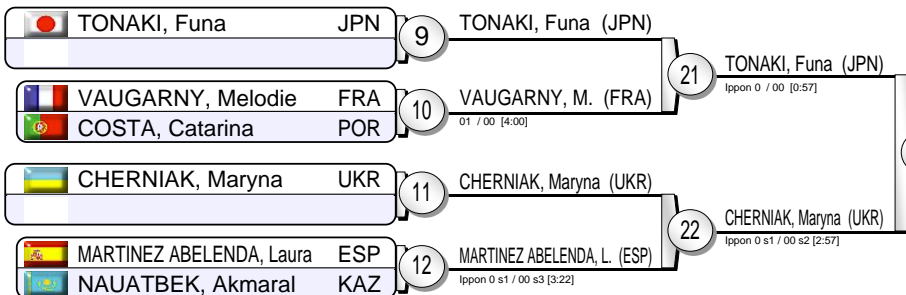 TONAKI, Funa JPN
9
TONAKI, Funa (JPN)
VAUGARNY, Melodie FRA
COSTA, Catarina POR
10
VAUGARNY, M. (FRA)
01 / 00 [4:00]
21
TONAKI, Funa (JPN)
Ippon 0 / 00 [0:57]
CHERNIAK, Maryna UKR
11
CHERNIAK, Maryna (UKR)
MARTINEZ ABELENDA, Laura ESP
NAUATBEK, Akmaral KAZ
12
MARTINEZ ABELENDA, L. (ESP)
Ippon 0 s1 / 00 s3 [3:22]
22
CHERNIAK, Maryna (UKR)
Ippon 0 s1 / 00 s2 [2:57]